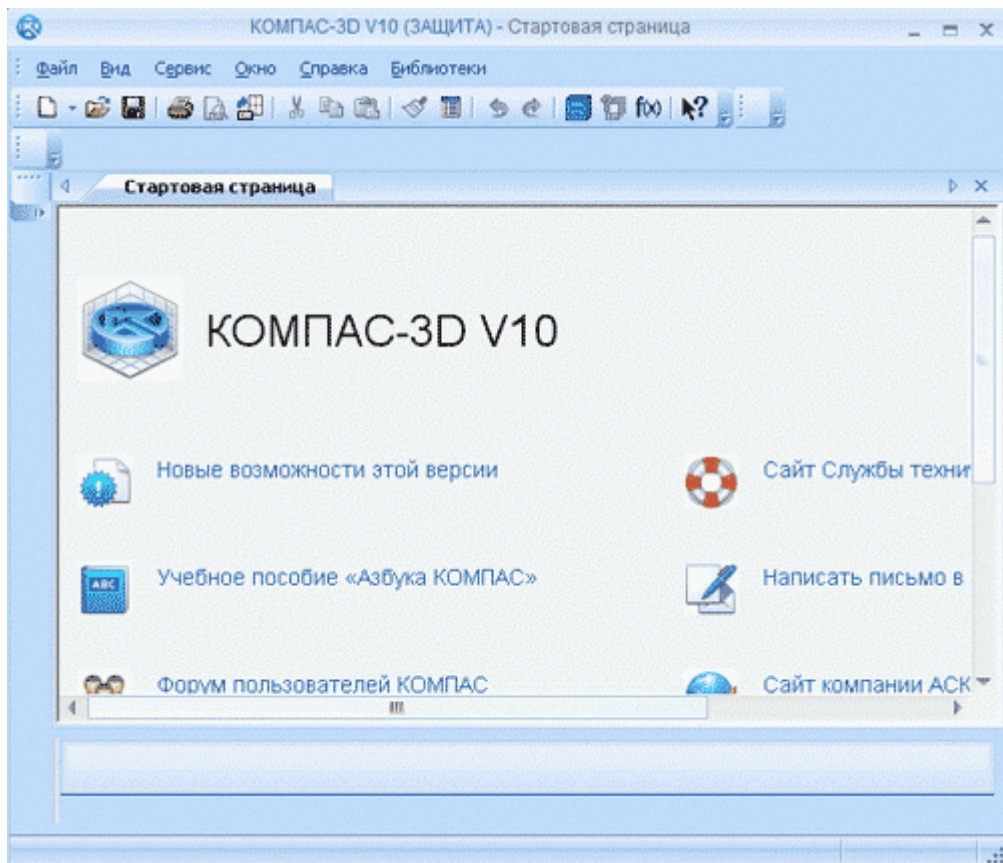 КОМПАС-3D V10 (ЗАЩИТА) - Стартовая страница
Файл Вид Сервис Окно Справка Библиотеки
f(x) ?
Стартовая страница
КОМПАС-3D V10
Новые возможности этой версии
Сайт Службы техни
ABC
Учебное пособие «Азбука КОМПАС»
Написать письмо в
Форум пользователей КОМПАС
Сайт компании АСК